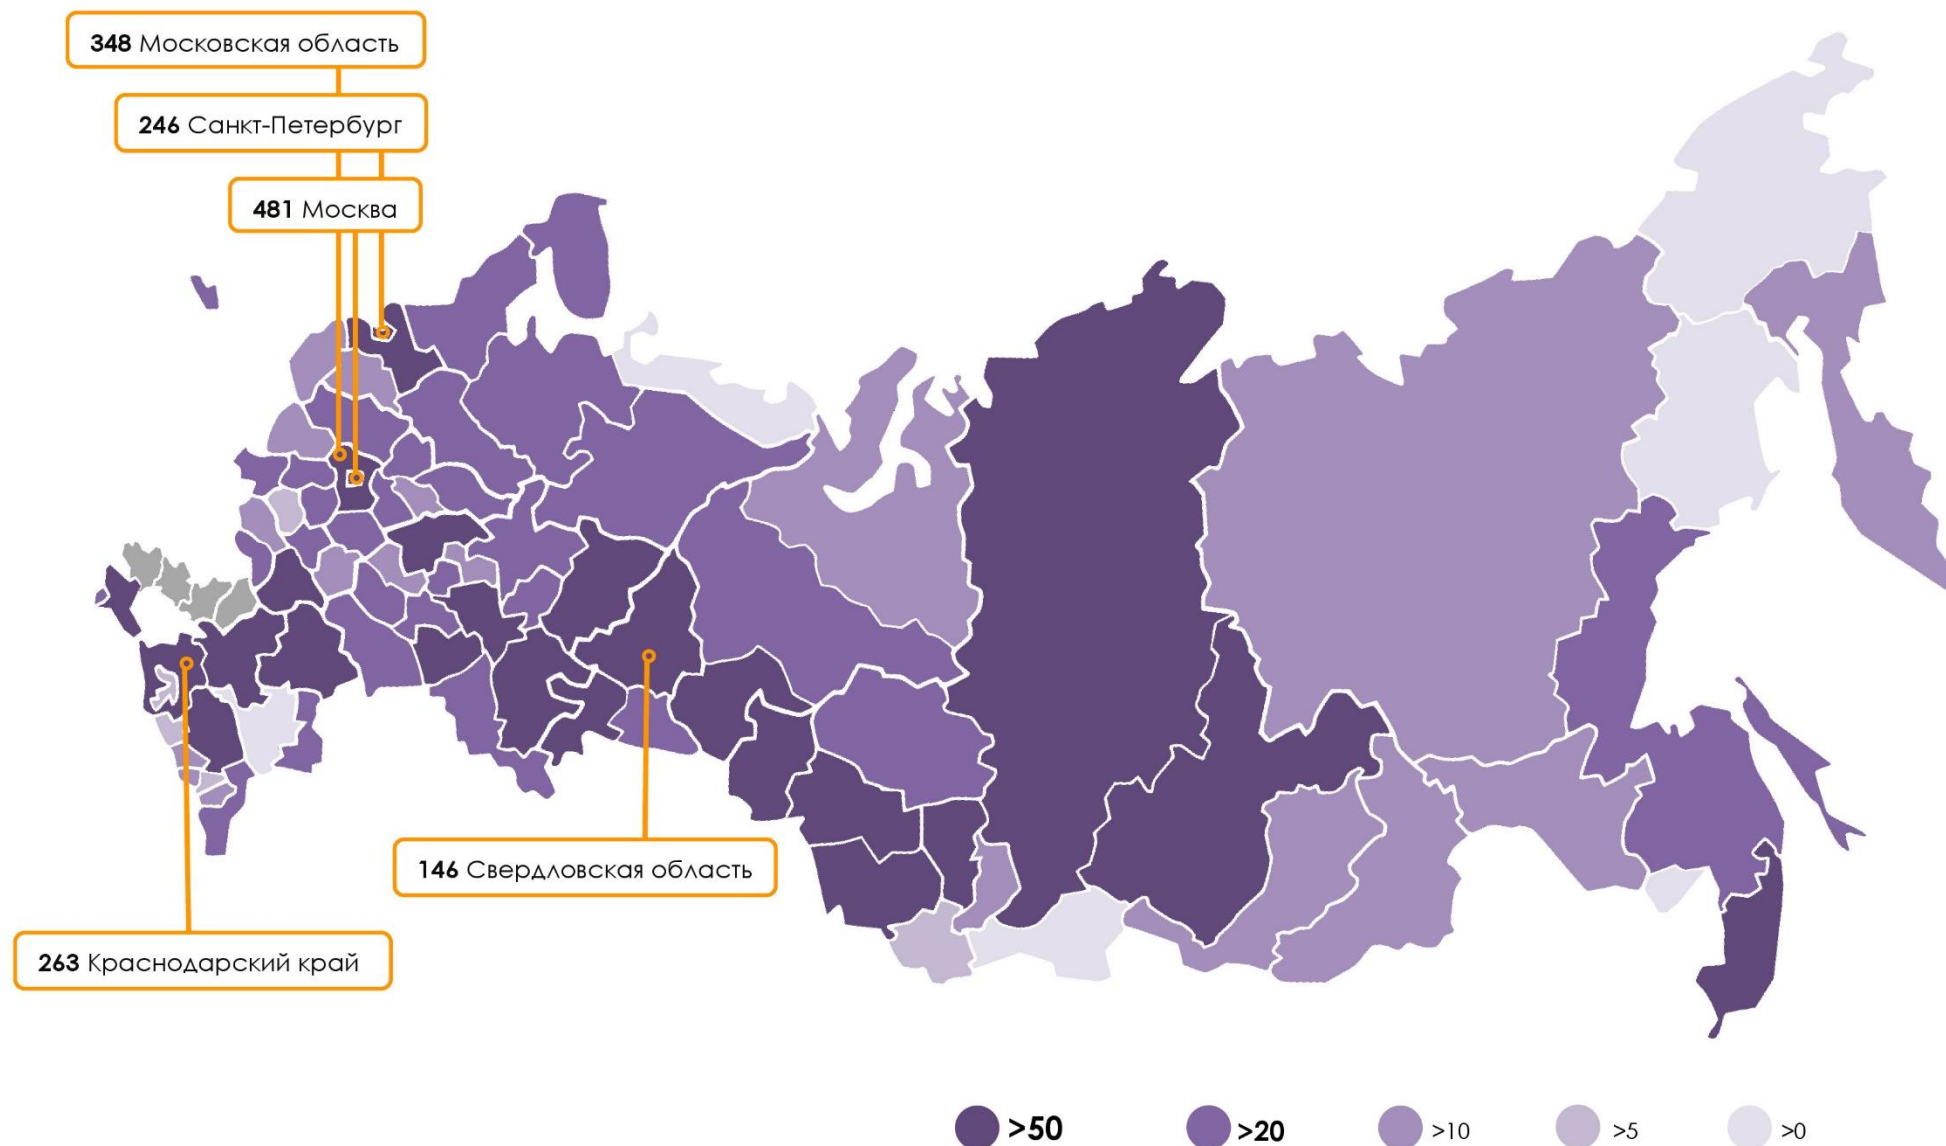 348 Московская область
246 Санкт-Петербург
481 Москва
146 Свердловская область
263 Краснодарский край
>50
>20
>10
>5
>0